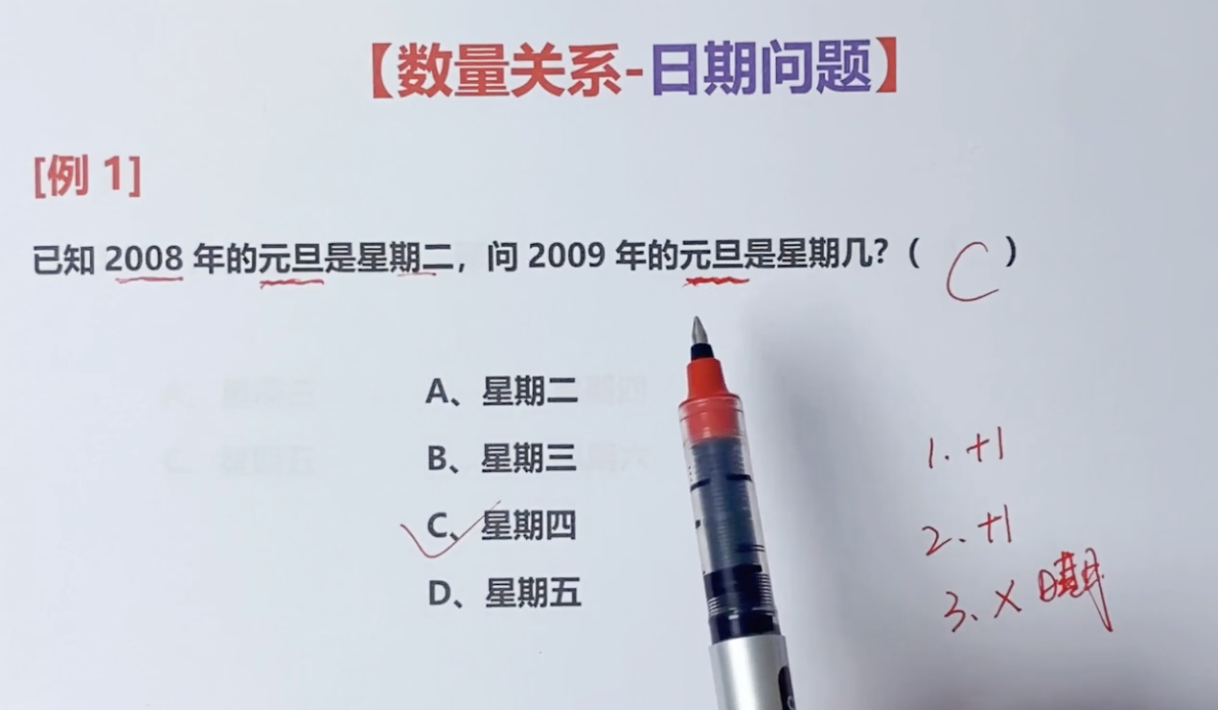 【数量关系-日期问题】
[例 1]
已知 2008 年的元旦是星期二，问 2009 年的元旦是星期几？（ C ）
A、星期二
B、星期三
C、星期四
D、星期五
1. +1
2. +1
3. × 日期